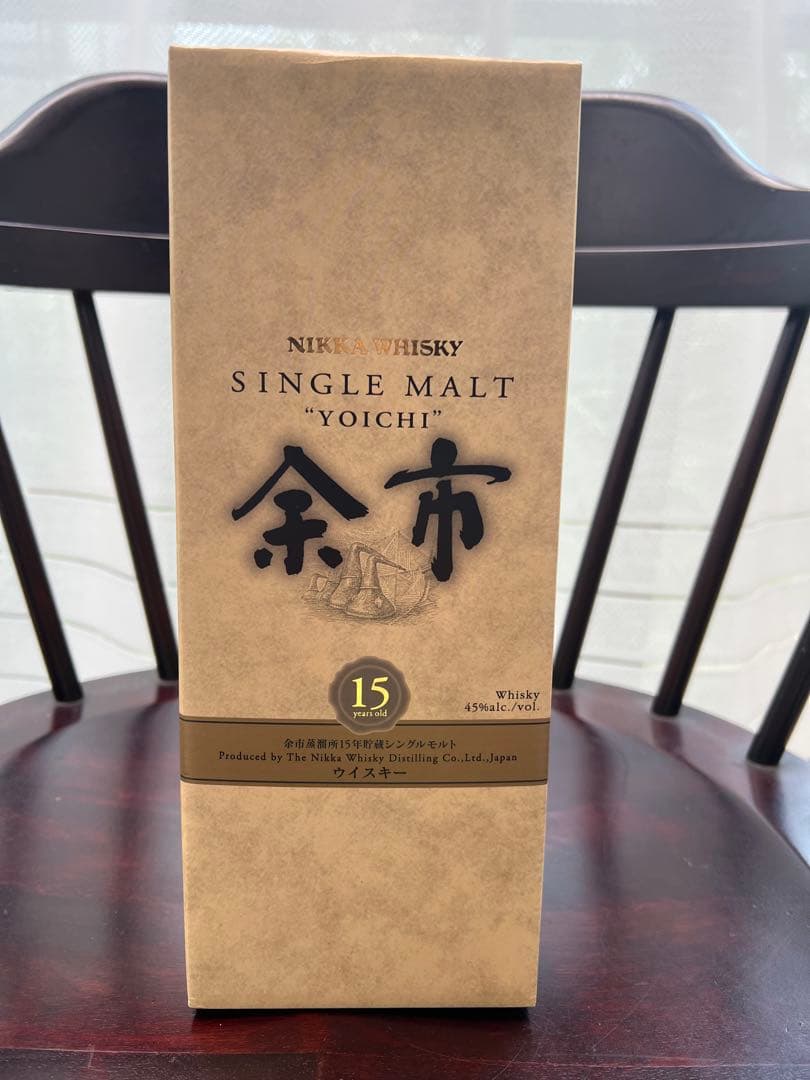 NIKKA WHISKY
SINGLE MALT
“YOICHI”
余市
15
years old
Whisky
45%alc./vol.
余市蒸溜所15年貯蔵シングルモルト
Produced by The Nikka Whisky Distilling Co.,Ltd.,Japan
ウイスキー